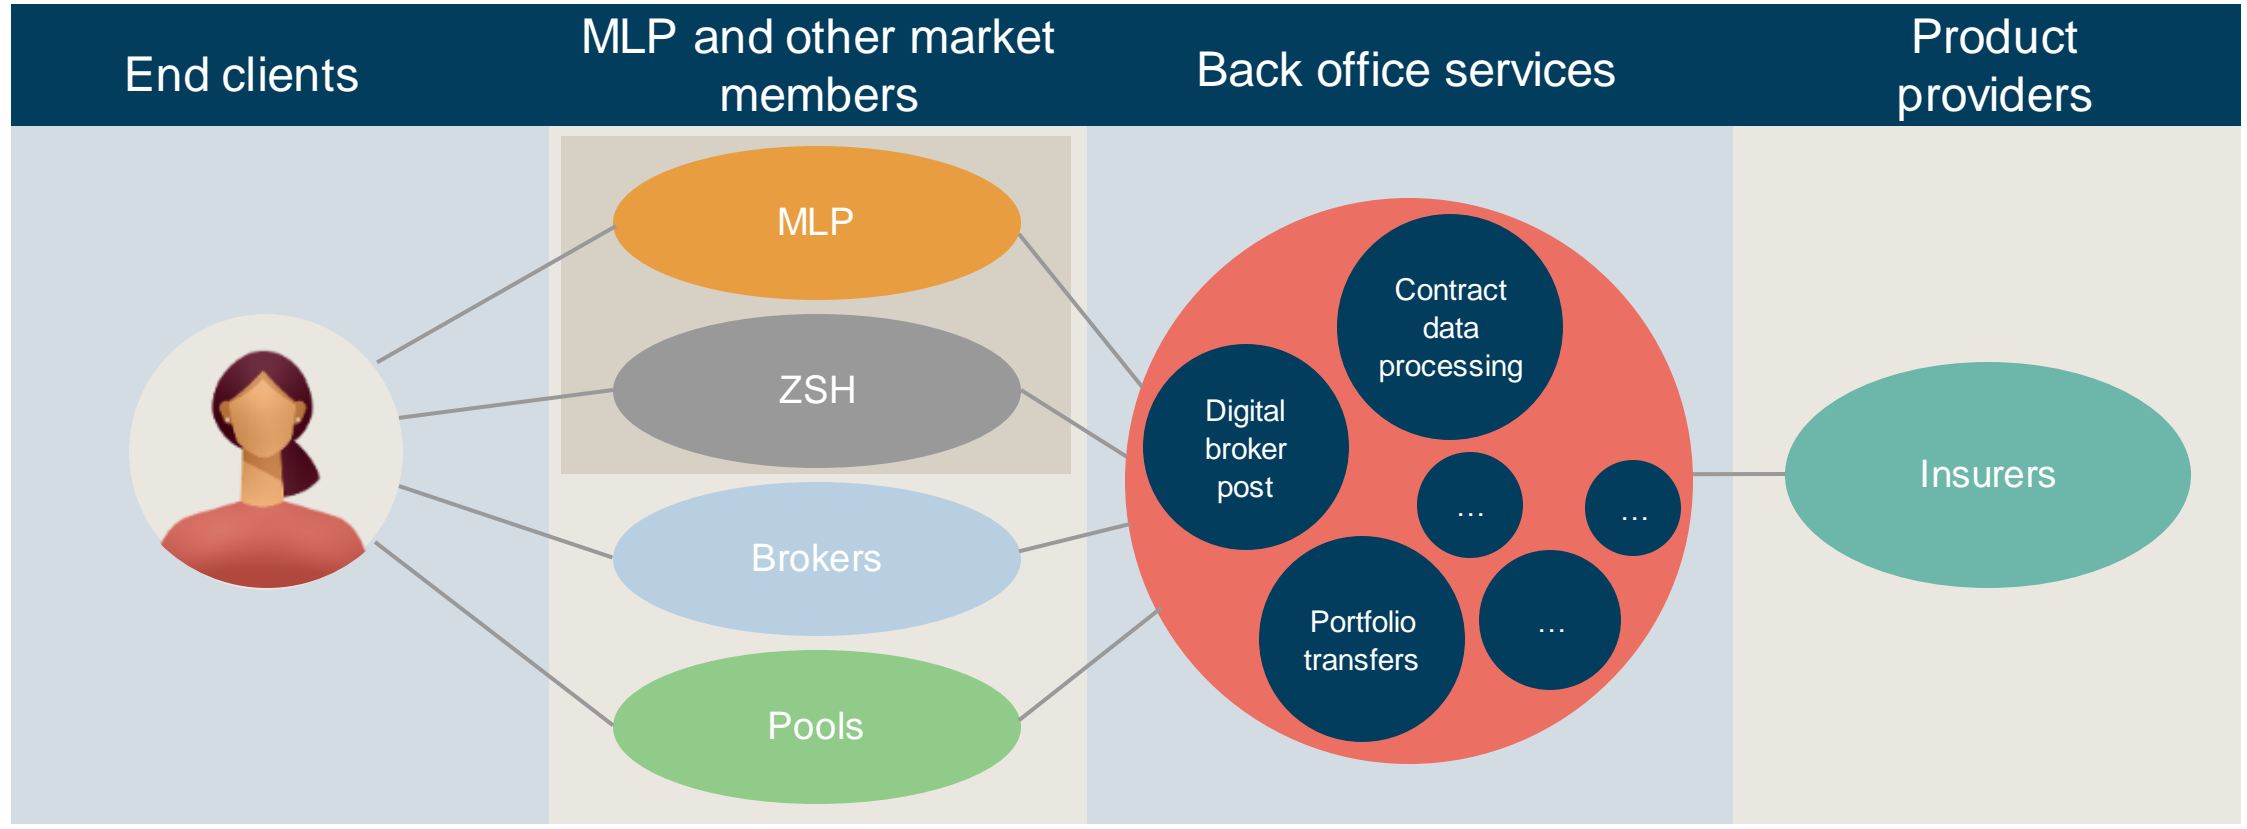 End clients
MLP and other market
members
Back office services
Product
providers
MLP
ZSH
Brokers
Pools
Contract
data
processing
Digital
broker
post
...
...
Portfolio
transfers
...
Insurers